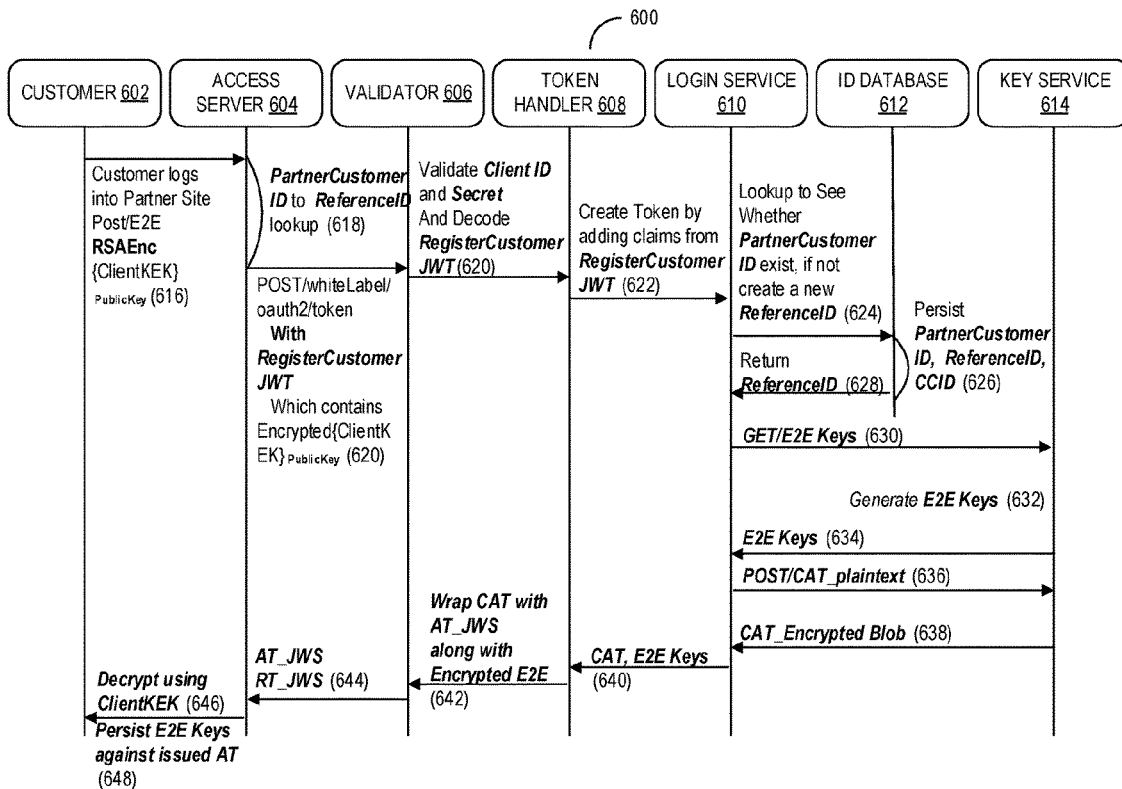 600
CUSTOMER 602
ACCESS
SERVER 604
VALIDATOR 606
TOKEN
HANDLER 608
LOGIN SERVICE
610
ID DATABASE
612
KEY SERVICE
614
Customer logs
into Partner Site
Post/E2E
RSAEnc
{ClientKEK}
PublicKey (616)
PartnerCustomer
ID to ReferenceID
lookup (618)
POST/whiteLabel/
oauth2/token
With
RegisterCustomer
JWT
Which contains
Encrypted{ClientK
EK} PublicKey (620)
Validate Client ID
and Secret
And Decode
RegisterCustomer
JWT(620)
Create Token by
adding claims from
RegisterCustomer
JWT (622)
Lookup to See
Whether
PartnerCustomer
ID exist, if not
create a new
ReferenceID (624)
Persist
PartnerCustomer
ID, ReferenceID,
CCID (626)
Return
ReferenceID (628)
GET/E2E Keys (630)
Generate E2E Keys (632)
E2E Keys (634)
POST/CAT_plaintext (636)
CAT_Encrypted Blob (638)
CAT, E2E Keys
(640)
Wrap CAT with
AT_JWS
along with
Encrypted E2E
(642)
AT_JWS
RT_JWS (644)
Decrypt using
ClientKEK (646)
Persist E2E Keys
against issued AT
(648)